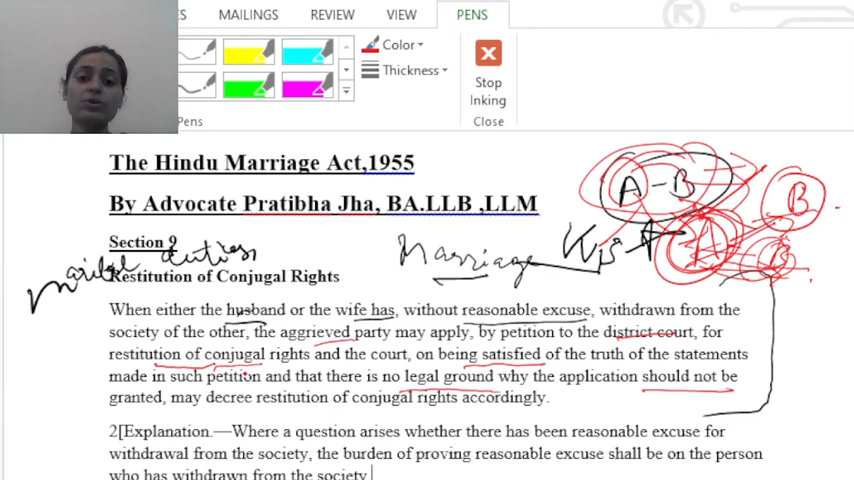 MAILINGS REVIEW VIEW PENS
Color
Thickness
Stop
Inking
Pens
Close
The Hindu Marriage Act,1955
By Advocate Pratibha Jha, BA.LLB ,LLM
A-B
B
A
B
Section 9
marital duties
Marriage
Restitution of Conjugal Rights
When either the husband or the wife has, without reasonable excuse, withdrawn from the
society of the other, the aggrieved party may apply, by petition to the district court, for
restitution of conjugal rights and the court, on being satisfied of the truth of the statements
made in such petition and that there is no legal ground why the application should not be
granted, may decree restitution of conjugal rights accordingly.
2[Explanation.—Where a question arises whether there has been reasonable excuse for
withdrawal from the society, the burden of proving reasonable excuse shall be on the person
who has withdrawn from the society